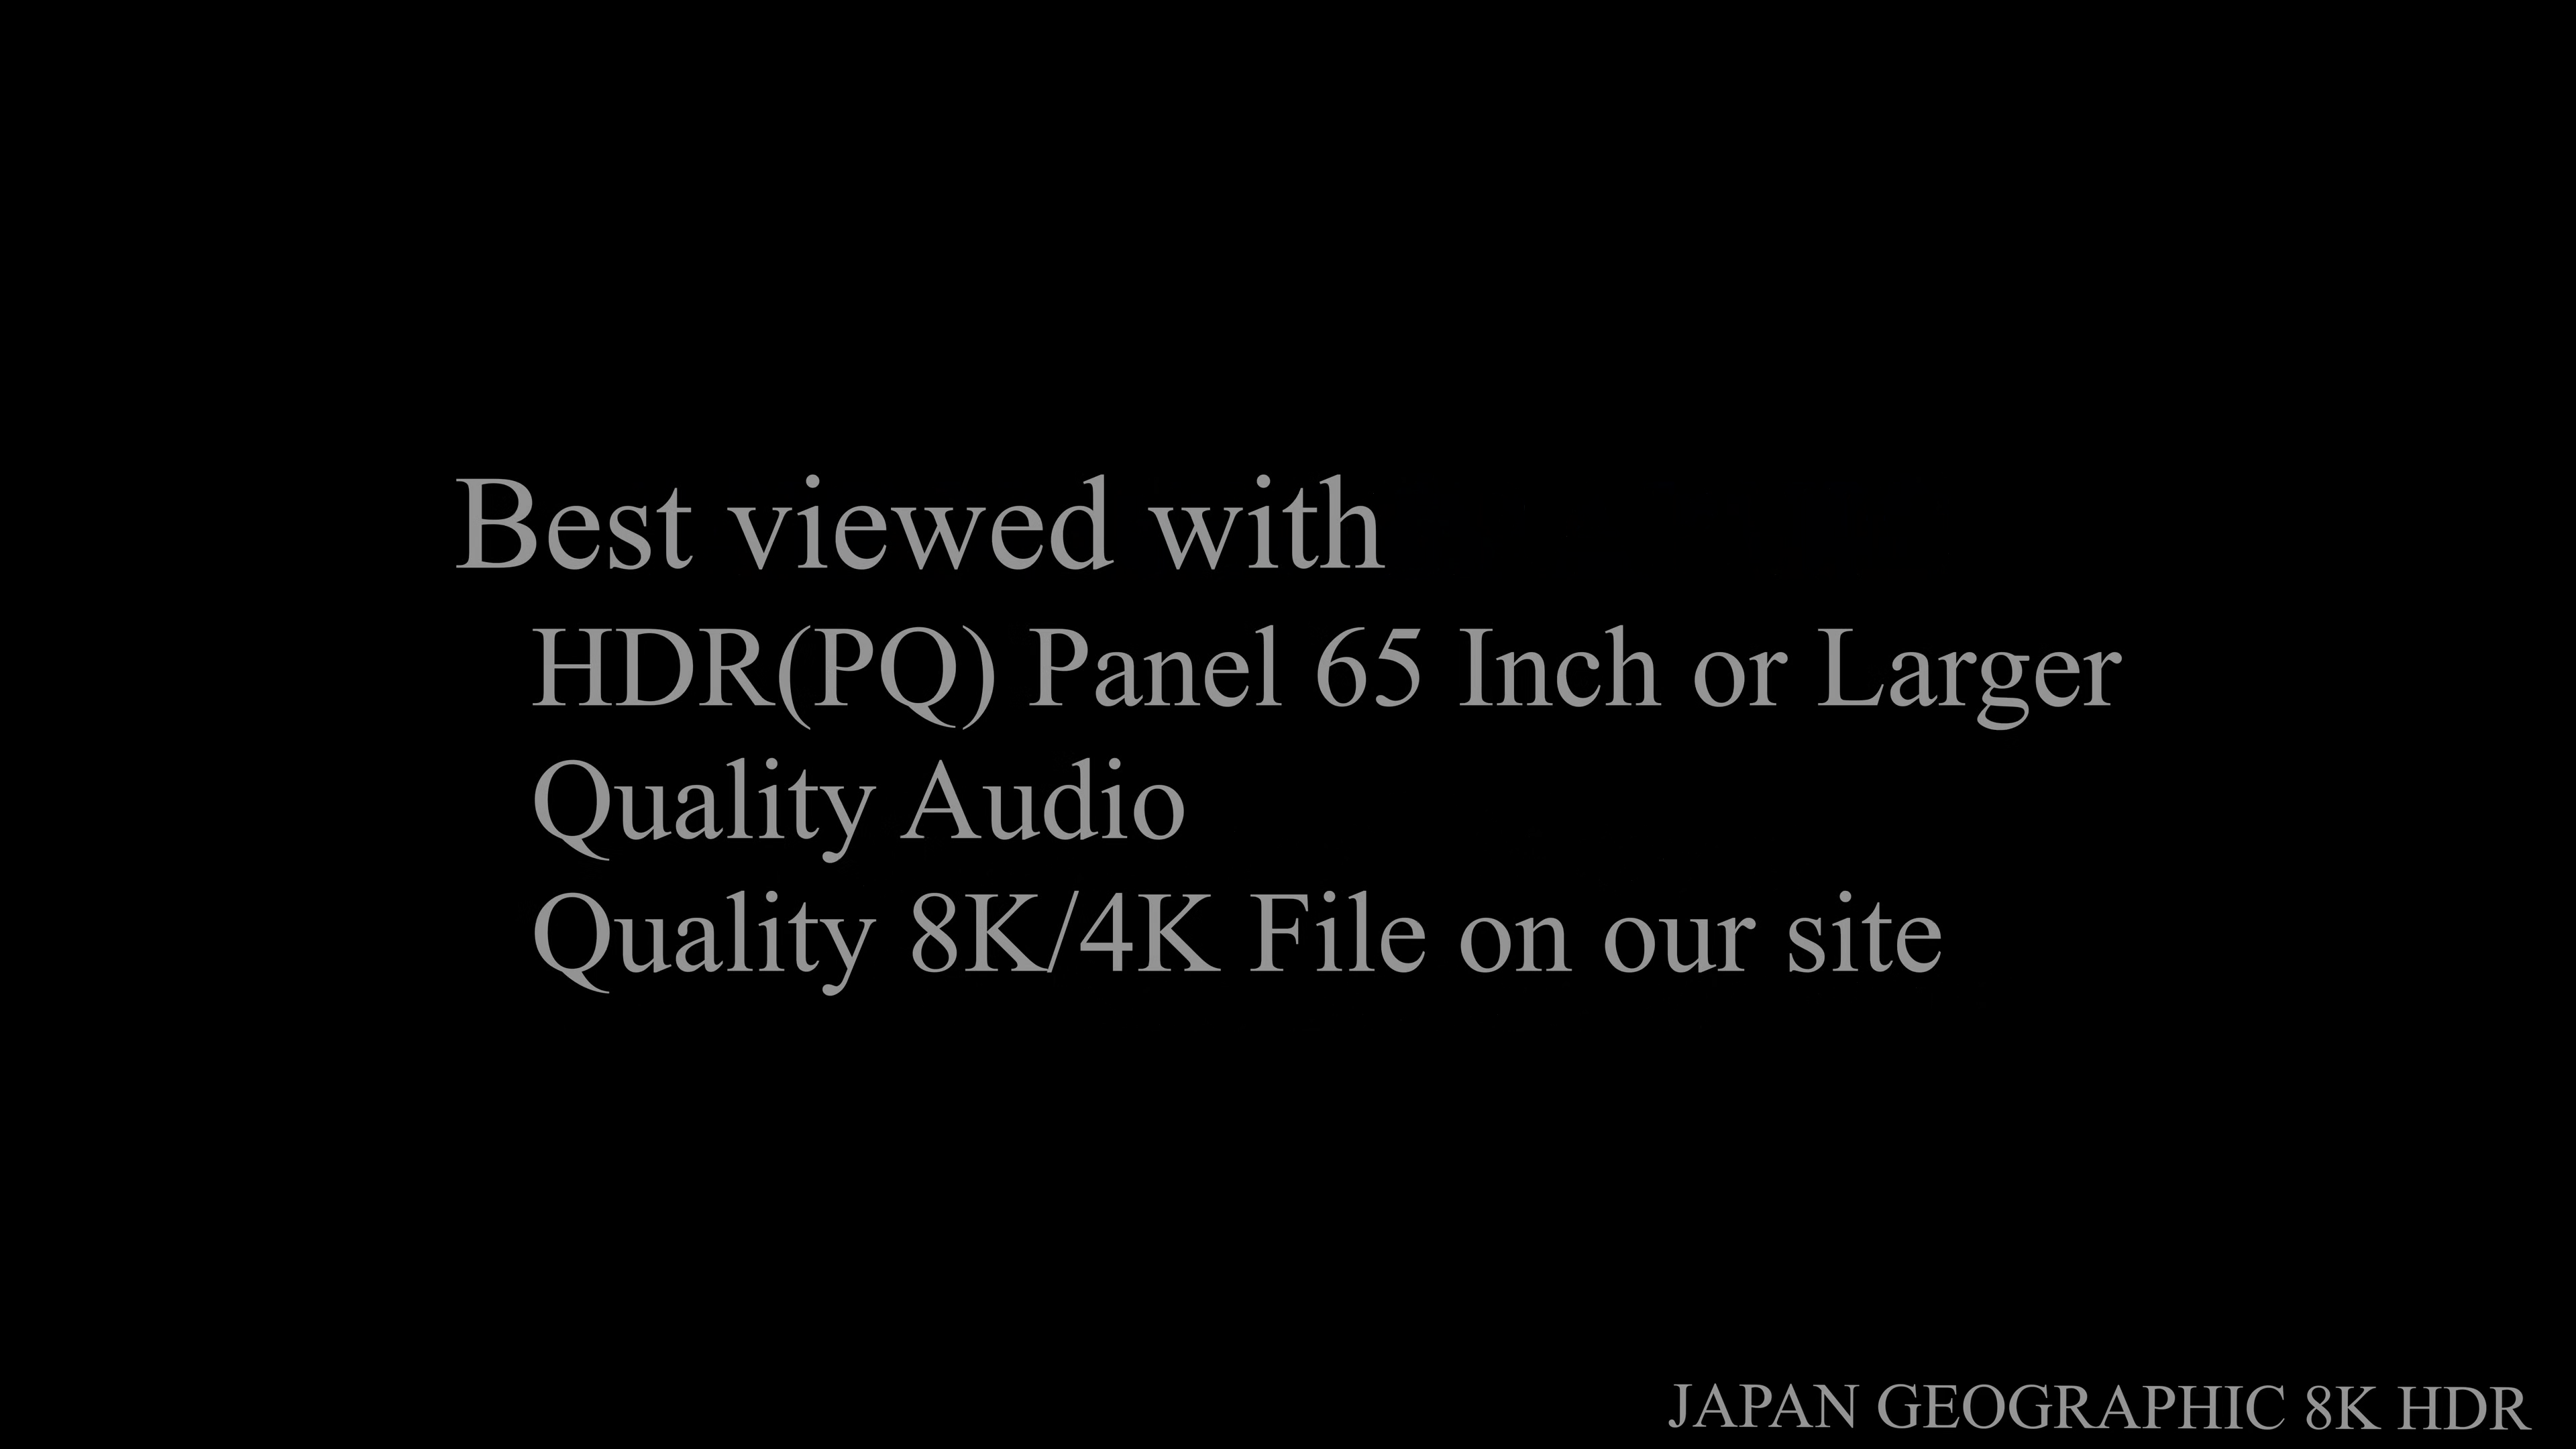 Best viewed with
HDR(PQ) Panel 65 Inch or Larger
Quality Audio
Quality 8K/4K File on our site
JAPAN GEOGRAPHIC 8K HDR